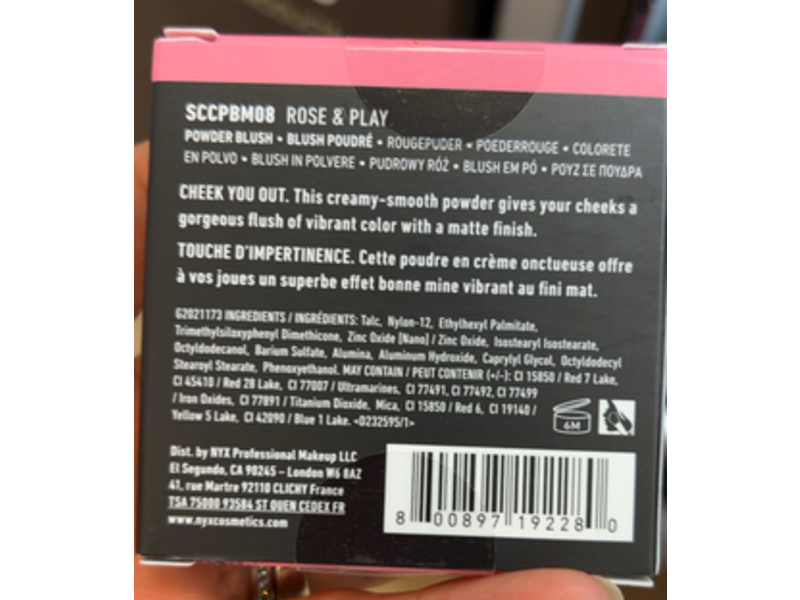 SCCPBM08 ROSE & PLAY
POWDER BLUSH • BLUSH POUDRÉ • ROUGEPUDER • POEDERROUGE • COLORETE
EN POLVO • BLUSH IN POLVERE • PUDROWY RÓŻ • BLUSH EM PÓ • ΡΟΥΖ ΣΕ ΠΟΥΔΡΑ
CHEEK YOU OUT. This creamy-smooth powder gives your cheeks a
gorgeous flush of vibrant color with a matte finish.
TOUCHE D'IMPERTINENCE. Cette poudre en crème onctueuse offre
à vos joues un superbe effet bonne mine vibrant au fini mat.
G2021173 INGREDIENTS / INGRÉDIENTS: Talc, Nylon-12, Ethylhexyl Palmitate,
Trimethylsiloxyphenyl Dimethicone, Zinc Oxide [Nano] / Zinc Oxide, Isostearyl Isostearate,
Octyldodecanol, Barium Sulfate, Alumina, Aluminum Hydroxide, Caprylyl Glycol, Octyldodecyl
Stearoyl Stearate, Phenoxyethanol. MAY CONTAIN / PEUT CONTENIR (+/-): CI 15850 / Red 7 Lake,
CI 45410 / Red 28 Lake, CI 77007 / Ultramarines, CI 77491, CI 77492, CI 77499
/ Iron Oxides, CI 77891 / Titanium Dioxide, Mica, CI 15850 / Red 6, CI 19140 /
Yellow 5 Lake, CI 42090 / Blue 1 Lake. <D232595/1>
6M
Dist. by NYX Professional Makeup LLC
El Segundo, CA 90245 - London W6 8AZ
41, rue Martre 92110 CLICHY France
TSA 75000 93584 ST OUEN CEDEX FR
www.nyxcosmetics.com
8 00897 19228 0